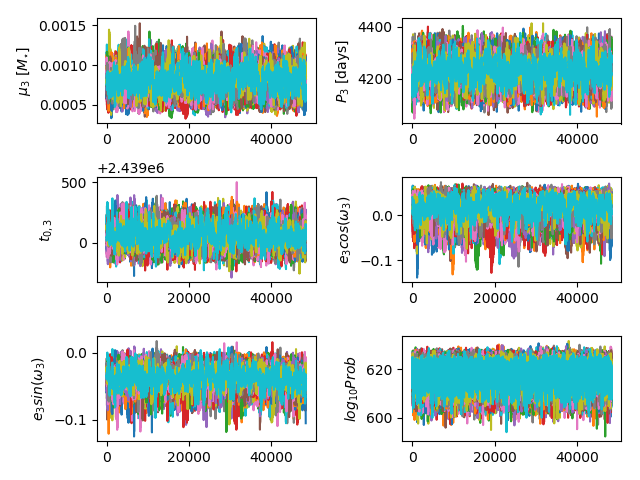 0.0015
0.0010
0.0005
μ₃ [M⋆]
0 20000 40000
4400
4200
P₃ [days]
0 20000 40000
+2.439e6
500
0
t₀,₃
0 20000 40000
0.0
−0.1
e₃cos(ω₃)
0 20000 40000
0.0
−0.1
e₃sin(ω₃)
0 20000 40000
620
600
log₁₀Prob
0 20000 40000